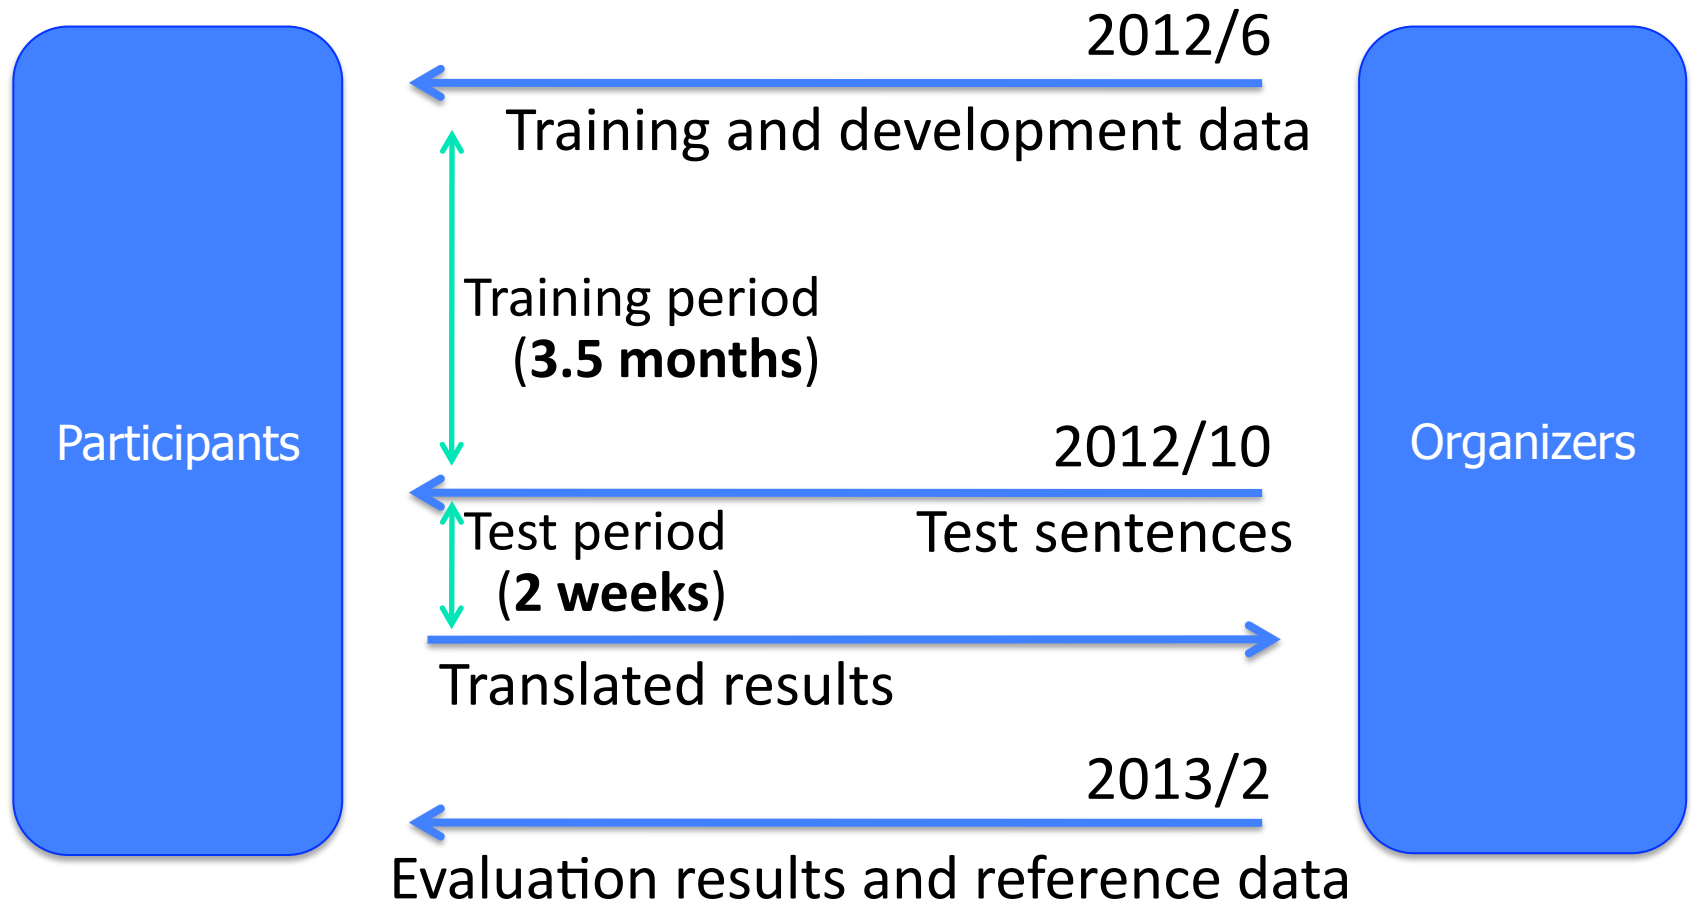 2012/6
Training and development data
Training period
(3.5 months)
Participants
2012/10
Organizers
Test period
(2 weeks)
Test sentences
Translated results
2013/2
Evaluation results and reference data